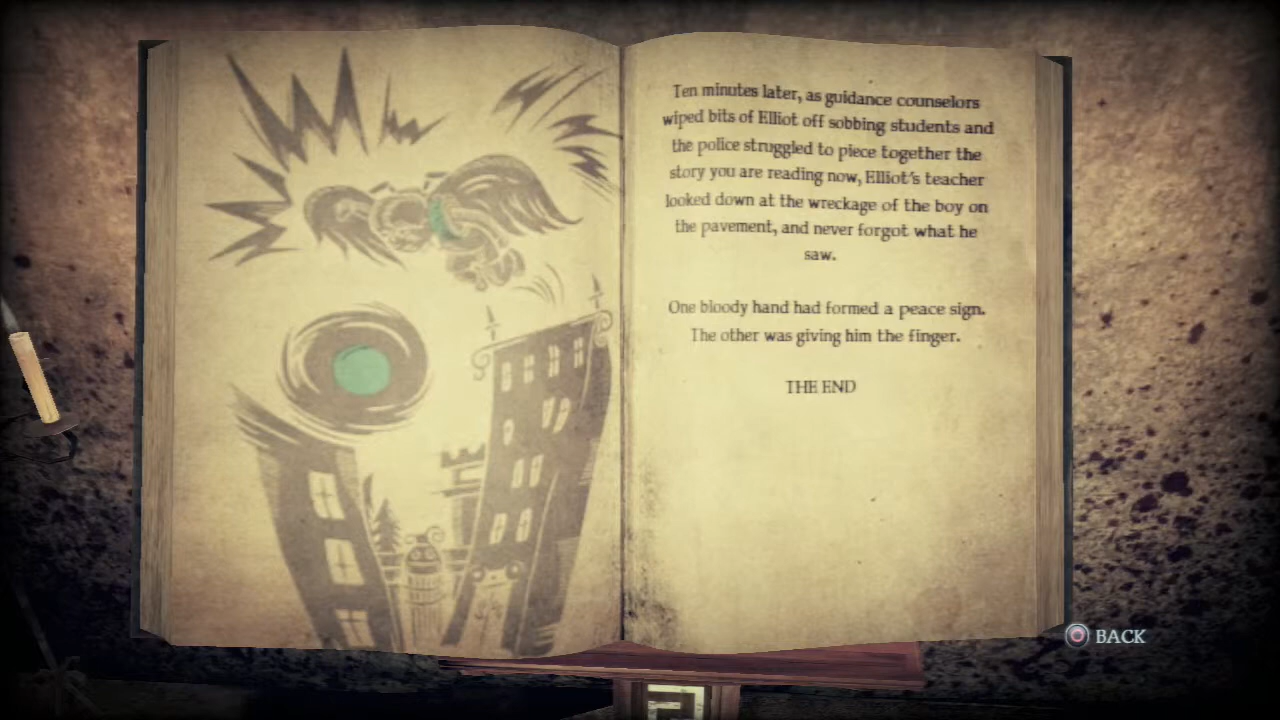 Ten minutes later, as guidance counselors
wiped bits of Elliot off sobbing students and
the police struggled to piece together the
story you are reading now, Elliot's teacher
looked down at the wreckage of the boy on
the pavement, and never forgot what he
saw.
One bloody hand had formed a peace sign.
The other was giving him the finger.
THE END
BACK